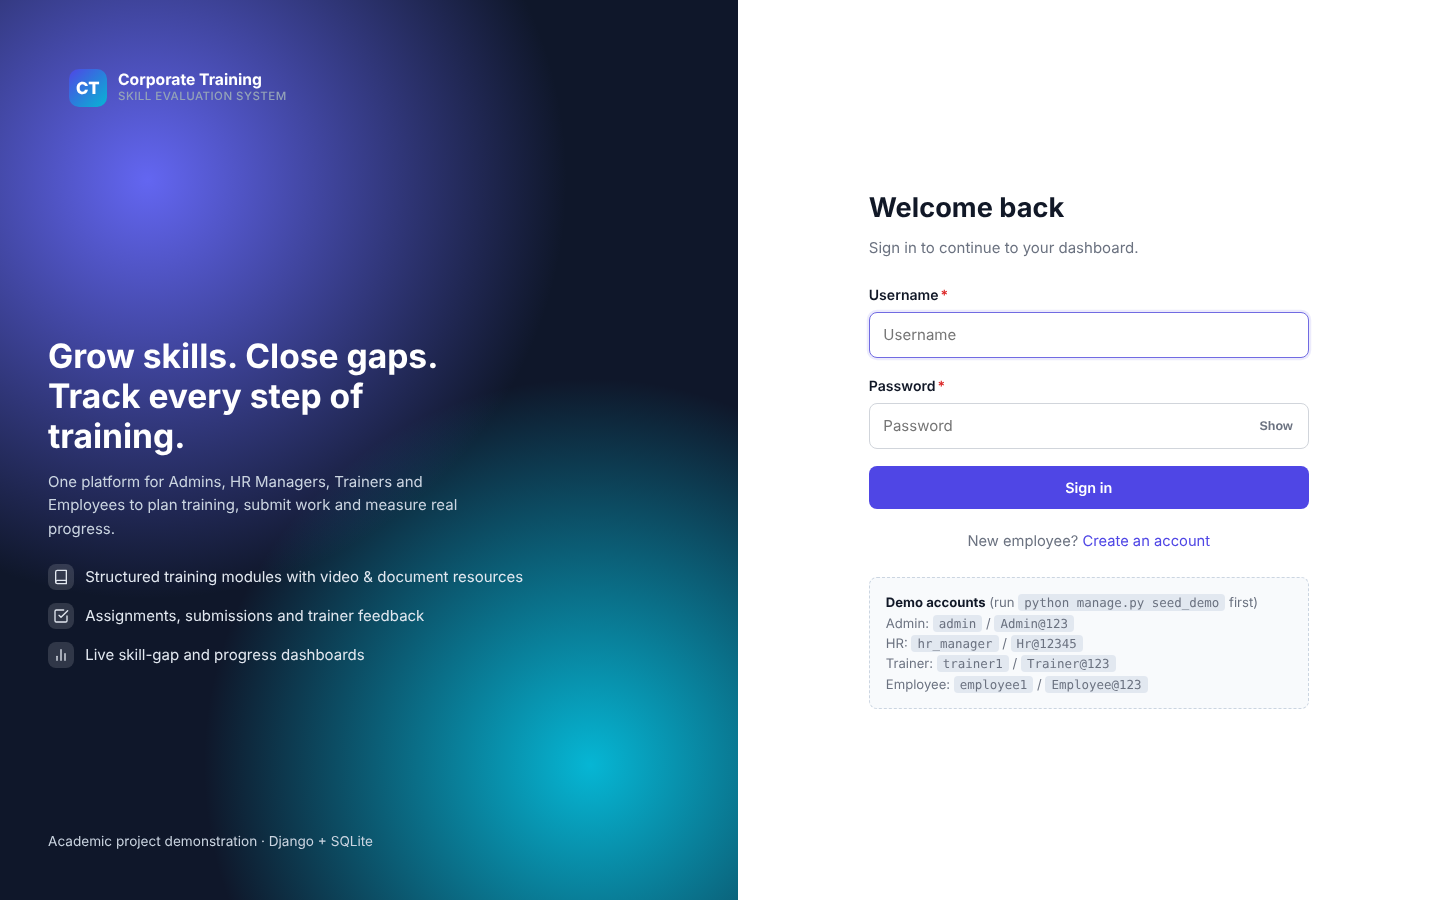 CT
Corporate Training
SKILL EVALUATION SYSTEM
Grow skills. Close gaps.
Track every step of
training.
One platform for Admins, HR Managers, Trainers and
Employees to plan training, submit work and measure real
progress.
Structured training modules with video & document resources
Assignments, submissions and trainer feedback
Live skill-gap and progress dashboards
Academic project demonstration · Django + SQLite
Welcome back
Sign in to continue to your dashboard.
Username *
Username
Password *
Password
Show
Sign in
New employee? Create an account
Demo accounts (run python manage.py seed_demo first)
Admin: admin / Admin@123
HR: hr_manager / Hr@12345
Trainer: trainer1 / Trainer@123
Employee: employee1 / Employee@123